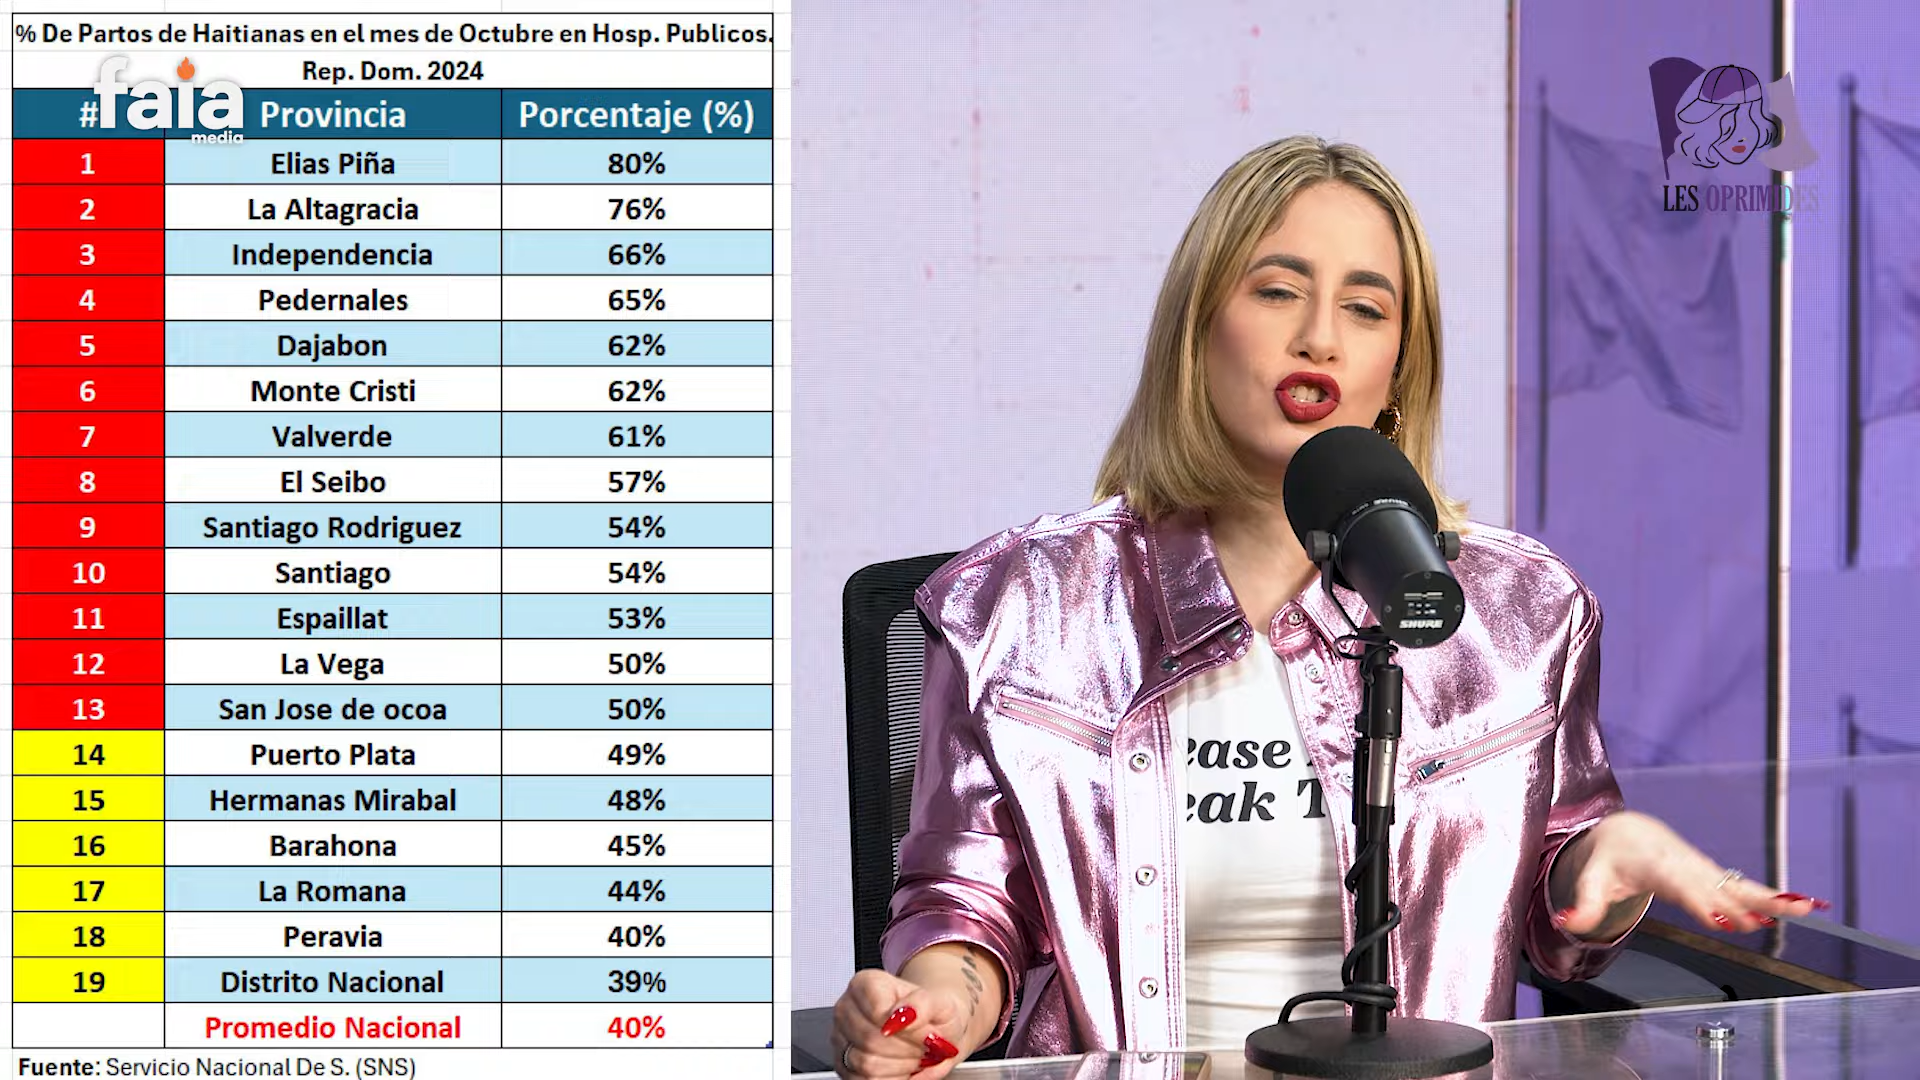 % De Partos de Haitianas en el mes de Octubre en Hosp. Publicos.
Rep. Dom. 2024
# Provincia Porcentaje (%)
1 Elias Piña 80%
2 La Altagracia 76%
3 Independencia 66%
4 Pedernales 65%
5 Dajabon 62%
6 Monte Cristi 62%
7 Valverde 61%
8 El Seibo 57%
9 Santiago Rodriguez 54%
10 Santiago 54%
11 Espaillat 53%
12 La Vega 50%
13 San Jose de ocoa 50%
14 Puerto Plata 49%
15 Hermanas Mirabal 48%
16 Barahona 45%
17 La Romana 44%
18 Peravia 40%
19 Distrito Nacional 39%
Promedio Nacional 40%
Fuente: Servicio Nacional De S. (SNS)
faia
media
LES OPRIMIDES
SHURE
ease
eak T